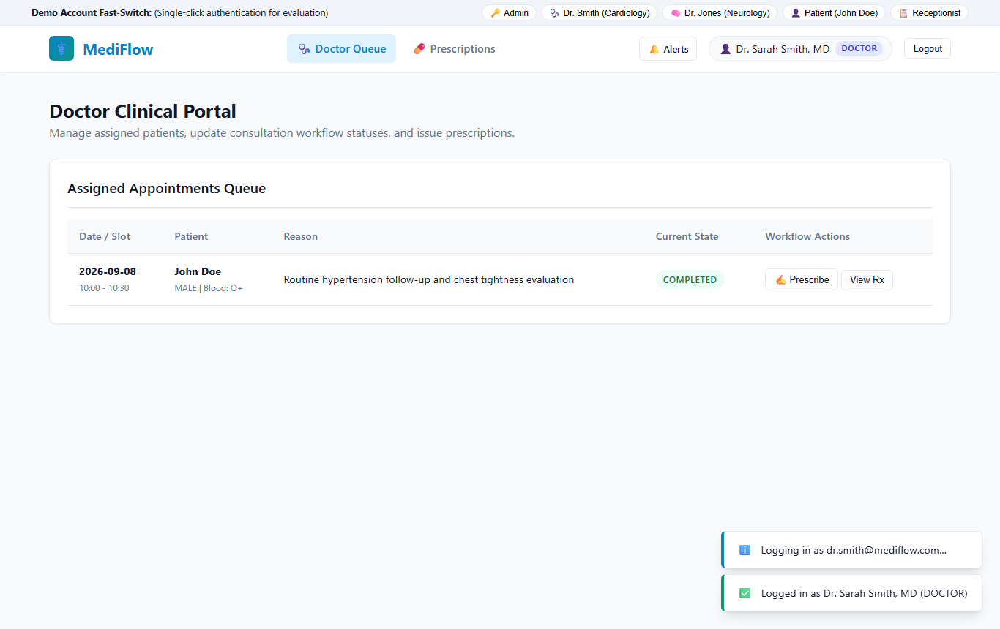 Demo Account Fast-Switch: (Single-click authentication for evaluation)
Admin
Dr. Smith (Cardiology)
Dr. Jones (Neurology)
Patient (John Doe)
Receptionist
MediFlow
Doctor Queue
Prescriptions
Alerts
Dr. Sarah Smith, MD DOCTOR
Logout
Doctor Clinical Portal
Manage assigned patients, update consultation workflow statuses, and issue prescriptions.
Assigned Appointments Queue
Date / Slot Patient Reason Current State Workflow Actions
2026-09-08 John Doe
Routine hypertension follow-up and chest tightness evaluation COMPLETED Prescribe View Rx
10:00 - 10:30 MALE | Blood: O+
Logging in as dr.smith@mediflow.com...
Logged in as Dr. Sarah Smith, MD (DOCTOR)